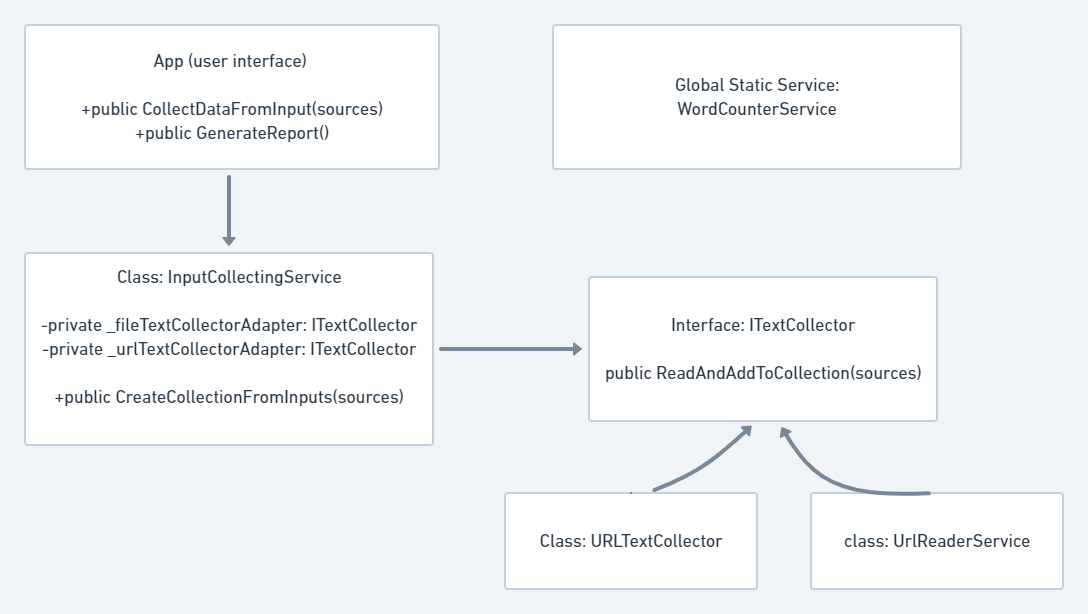 App (user interface)
+public CollectDataFromInput(sources)
+public GenerateReport()
Global Static Service:
WordCounterService
Class: InputCollectingService
-private _fileTextCollectorAdapter: ITextCollector
-private _urlTextCollectorAdapter: ITextCollector
+public CreateCollectionFromInputs(sources)
Interface: ITextCollector
public ReadAndAddToCollection(sources)
Class: URLTextCollector
class: UrlReaderService